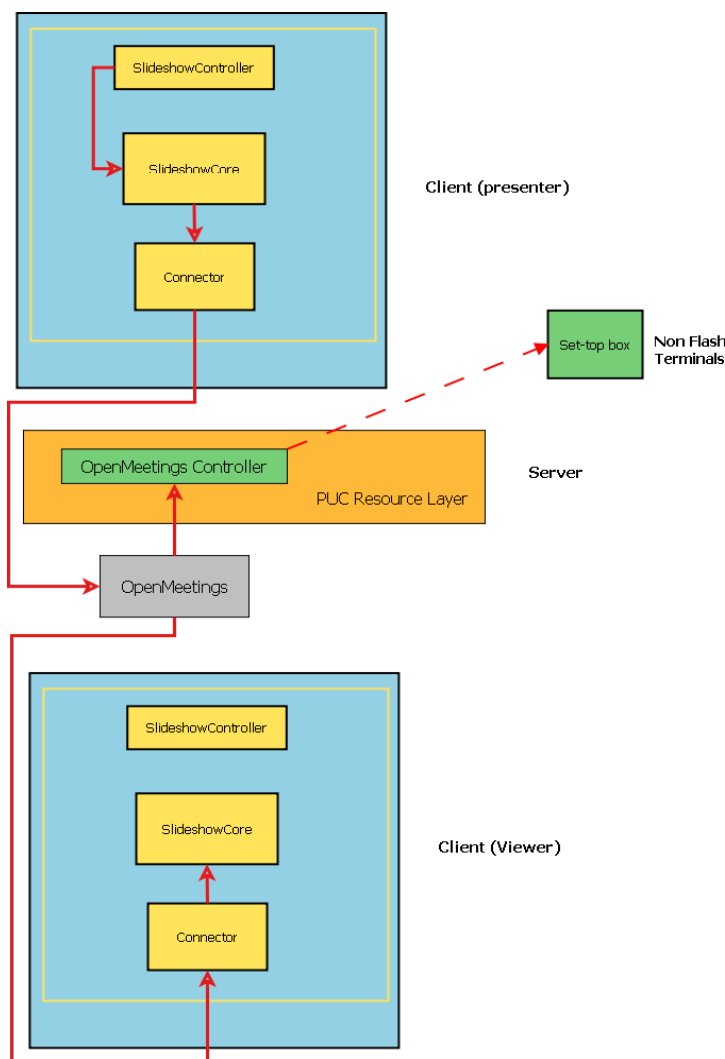 SlideshowController
SlideshowCore
Client (presenter)
Connector
Set-top box
Non Flash
Terminals
OpenMeetings Controller
Server
PUC Resource Layer
OpenMeetings
SlideshowController
SlideshowCore
Client (Viewer)
Connector